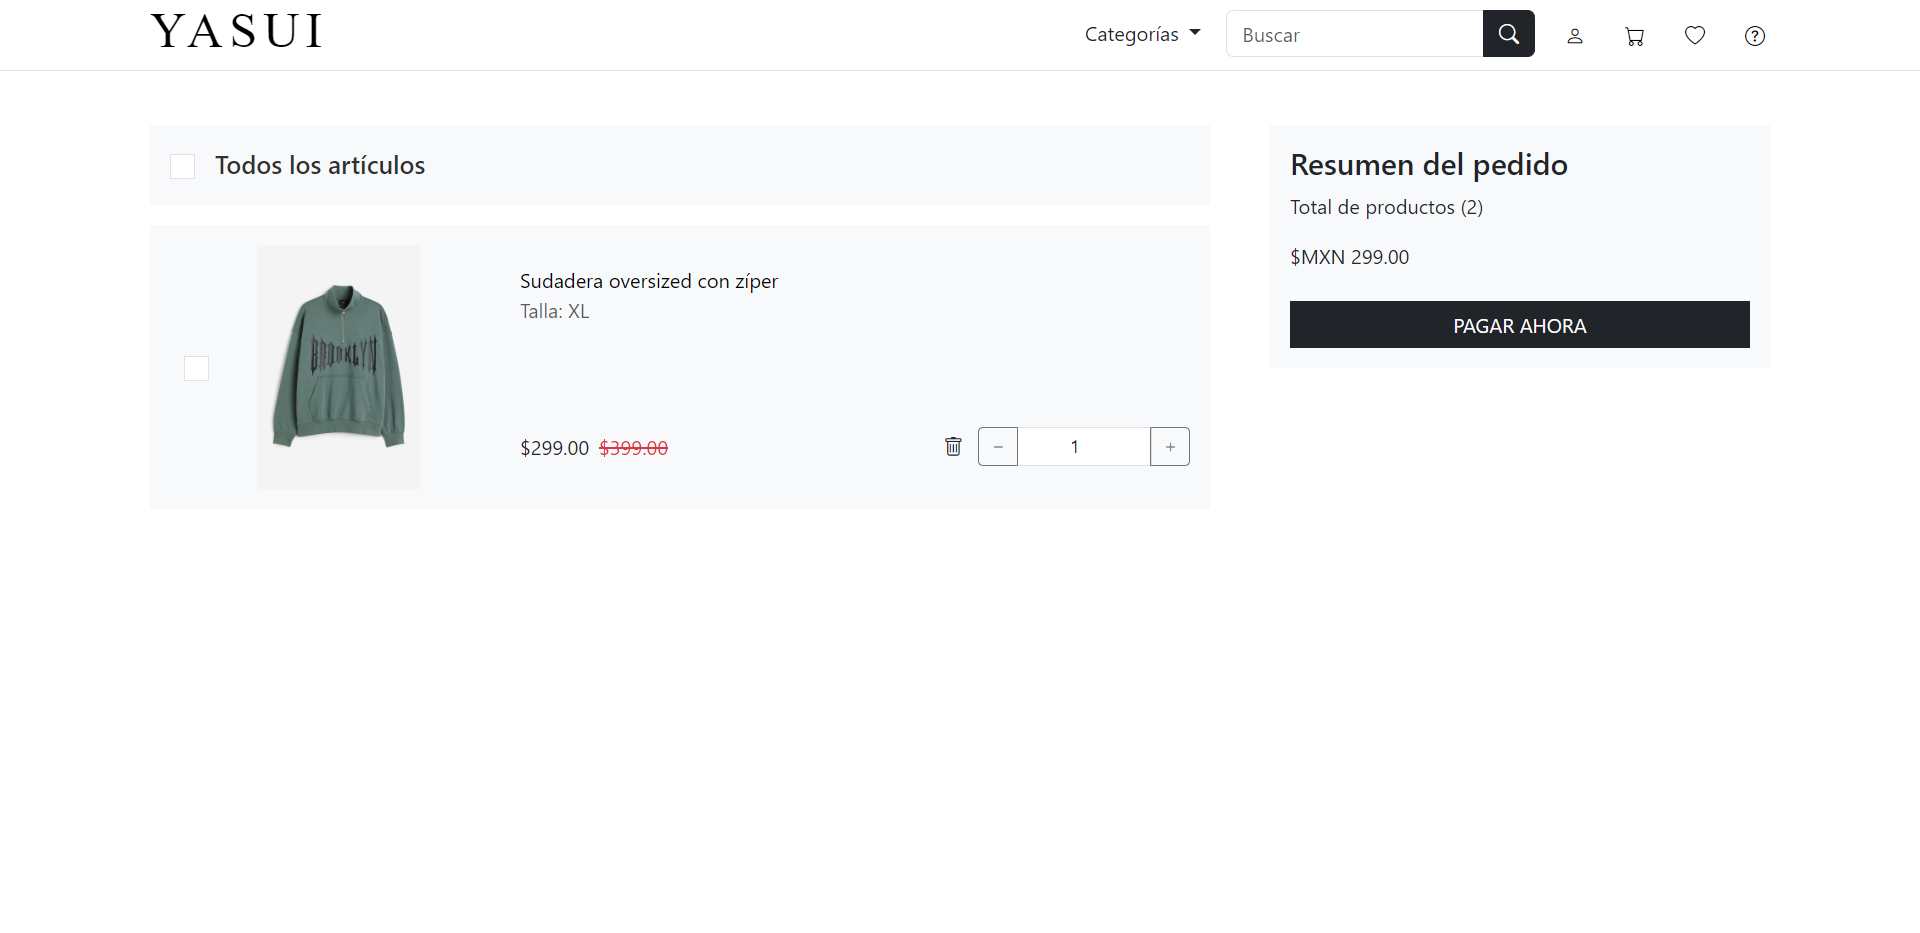 YASUI
Categorías
Buscar
Todos los artículos
Sudadera oversized con zíper
Talla: XL
BROOKLYN
$299.00 $399.00
− 1 +
Resumen del pedido
Total de productos (2)
$MXN 299.00
PAGAR AHORA